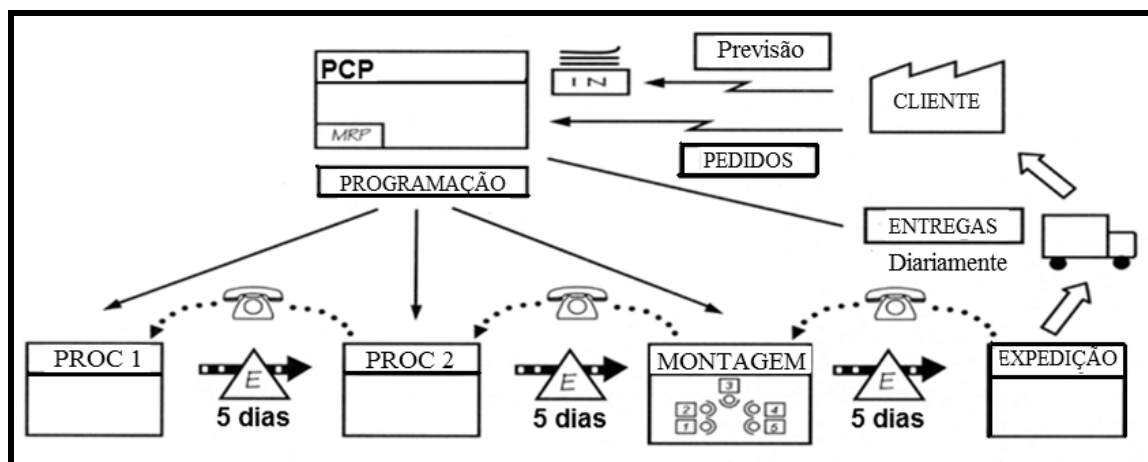 PCP
MRP
IN
Previsão
CLIENTE
PEDIDOS
PROGRAMAÇÃO
ENTREGAS
Diariamente
PROC 1
E
5 dias
PROC 2
E
5 dias
MONTAGEM
3
2
4
1
5
E
5 dias
EXPEDIÇÃO